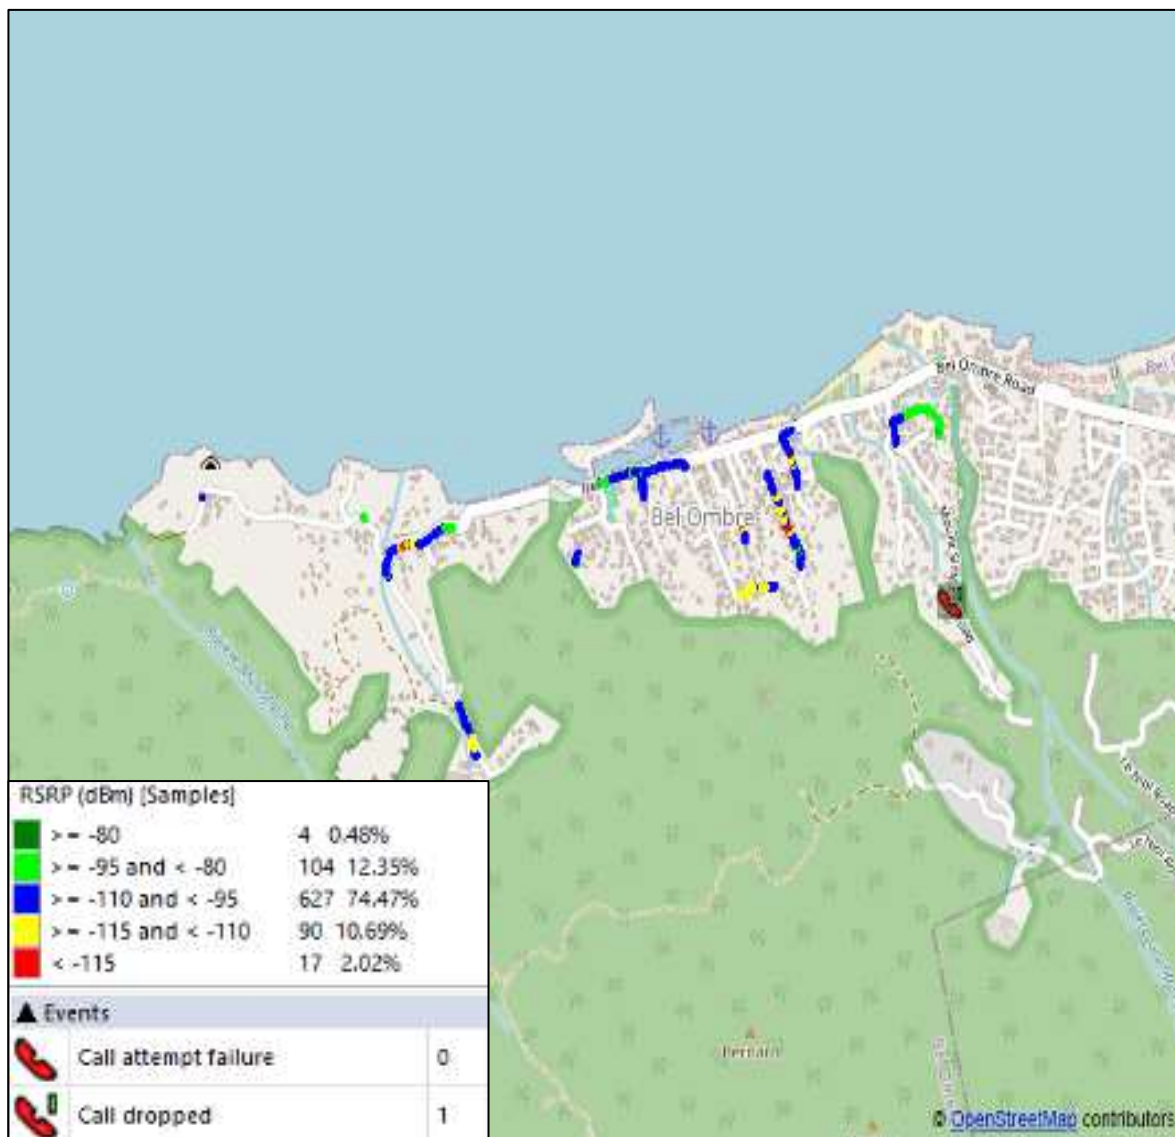 Bel Ombre Road
Bel Ombre
RSRP (dBm) [Samples]
>= -80 4 0.48%
>= -95 and < -80 104 12.35%
>= -110 and < -95 627 74.47%
>= -115 and < -110 90 10.69%
< -115 17 2.02%
Events
Call attempt failure 0
Call dropped 1
© OpenStreetMap contributors